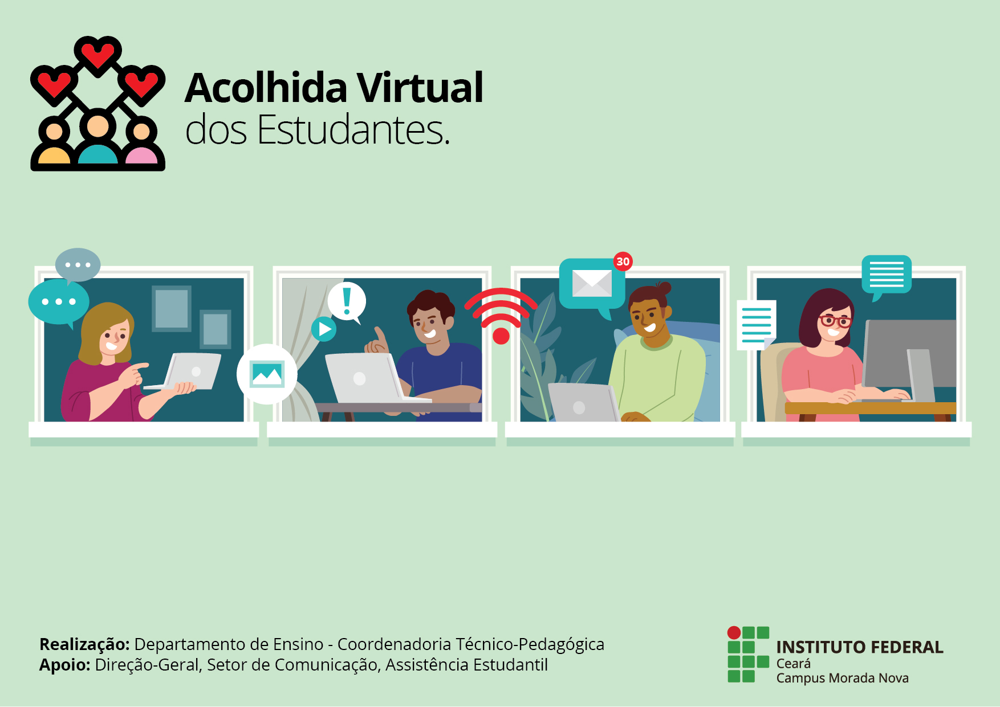 Acolhida Virtual
dos Estudantes.
30
Realização: Departamento de Ensino - Coordenadoria Técnico-Pedagógica
Apoio: Direção-Geral, Setor de Comunicação, Assistência Estudantil
INSTITUTO FEDERAL
Ceará
Campus Morada Nova